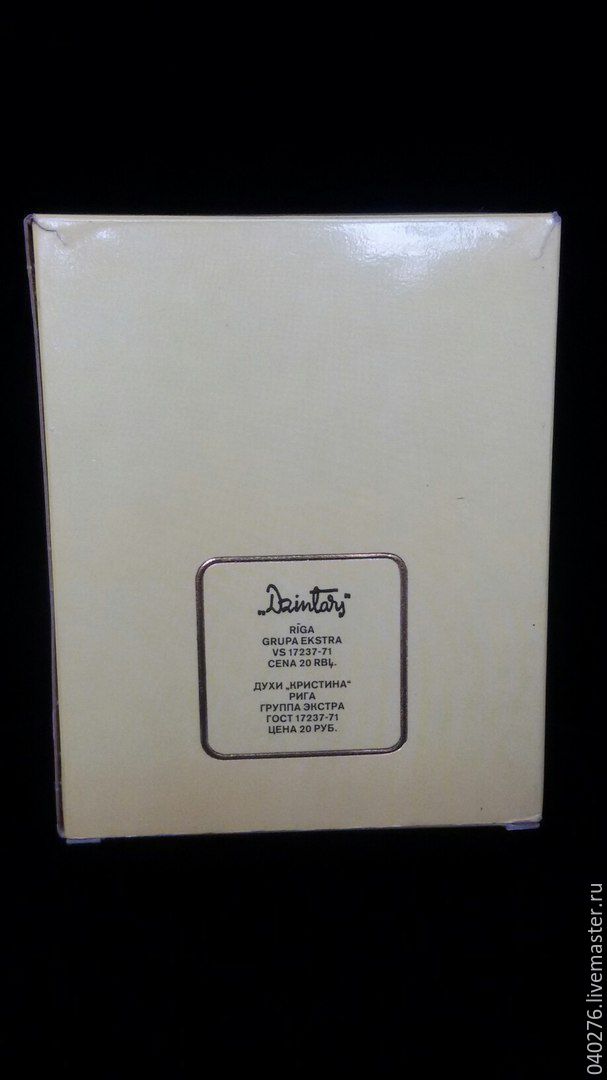 „Dzintars“
RĪGA
GRUPA EKSTRA
VS 17237-71
CENA 20 RBĻ.
ДУХИ „КРИСТИНА“
РИГА
ГРУППА ЭКСТРА
ГОСТ 17237-71
ЦЕНА 20 РУБ.
040276.livemaster.ru